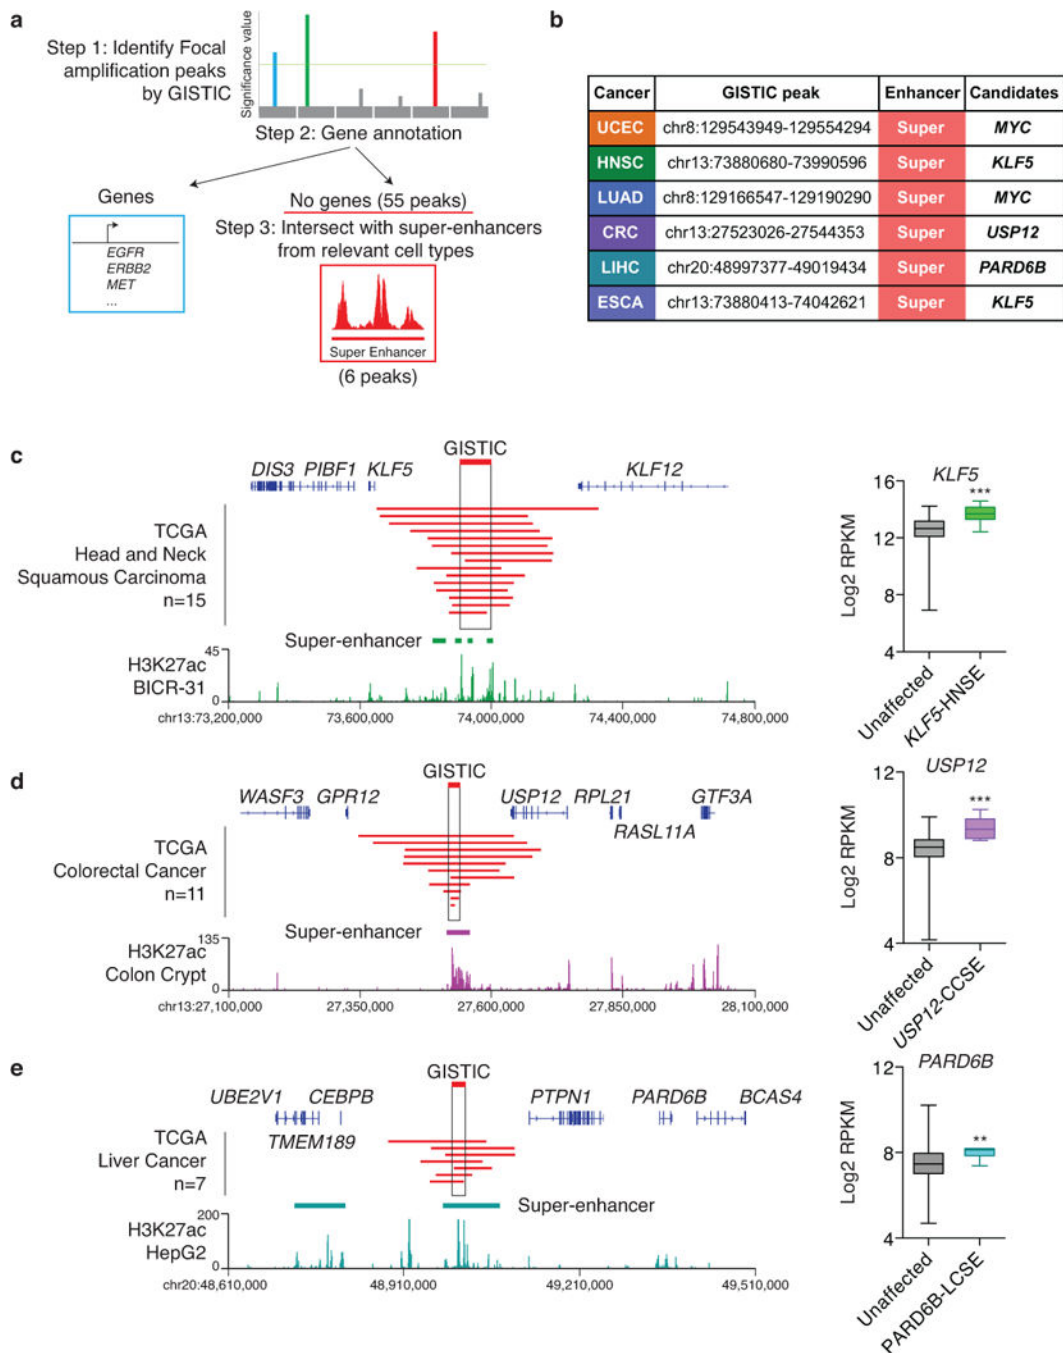 a
Step 1: Identify Focal
amplification peaks
by GISTIC
Significance value
Step 2: Gene annotation
Genes
EGFR
ERBB2
MET
...
No genes (55 peaks)
Step 3: Intersect with super-enhancers
from relevant cell types
Super Enhancer
(6 peaks)
b
Cancer GISTIC peak Enhancer Candidates
UCEC chr8:129543949-129554294 Super MYC
HNSC chr13:73880680-73990596 Super KLF5
LUAD chr8:129166547-129190290 Super MYC
CRC chr13:27523026-27544353 Super USP12
LIHC chr20:48997377-49019434 Super PARD6B
ESCA chr13:73880413-74042621 Super KLF5
c
GISTIC
DIS3 PIBF1 KLF5 KLF12
TCGA
Head and Neck
Squamous Carcinoma
n=15
Super-enhancer
H3K27ac
BICR-31
45
0
chr13:73,200,000 73,600,000 74,000,000 74,400,000 74,800,000
KLF5
***
Log2 RPKM
16
12
8
4
Unaffected
KLF5-HNSE
d
GISTIC
WASF3 GPR12 USP12 RPL21 GTF3A
RASL11A
TCGA
Colorectal Cancer
n=11
Super-enhancer
H3K27ac
Colon Crypt
135
0
chr13:27,100,000 27,350,000 27,600,000 27,850,000 28,100,000
USP12
***
Log2 RPKM
12
8
4
Unaffected
USP12-CCSE
e
GISTIC
UBE2V1 CEBPB PTPN1 PARD6B BCAS4
TMEM189
TCGA
Liver Cancer
n=7
Super-enhancer
H3K27ac
HepG2
200
0
chr20:48,610,000 48,910,000 49,210,000 49,510,000
PARD6B
**
Log2 RPKM
12
8
4
Unaffected
PARD6B-LCSE